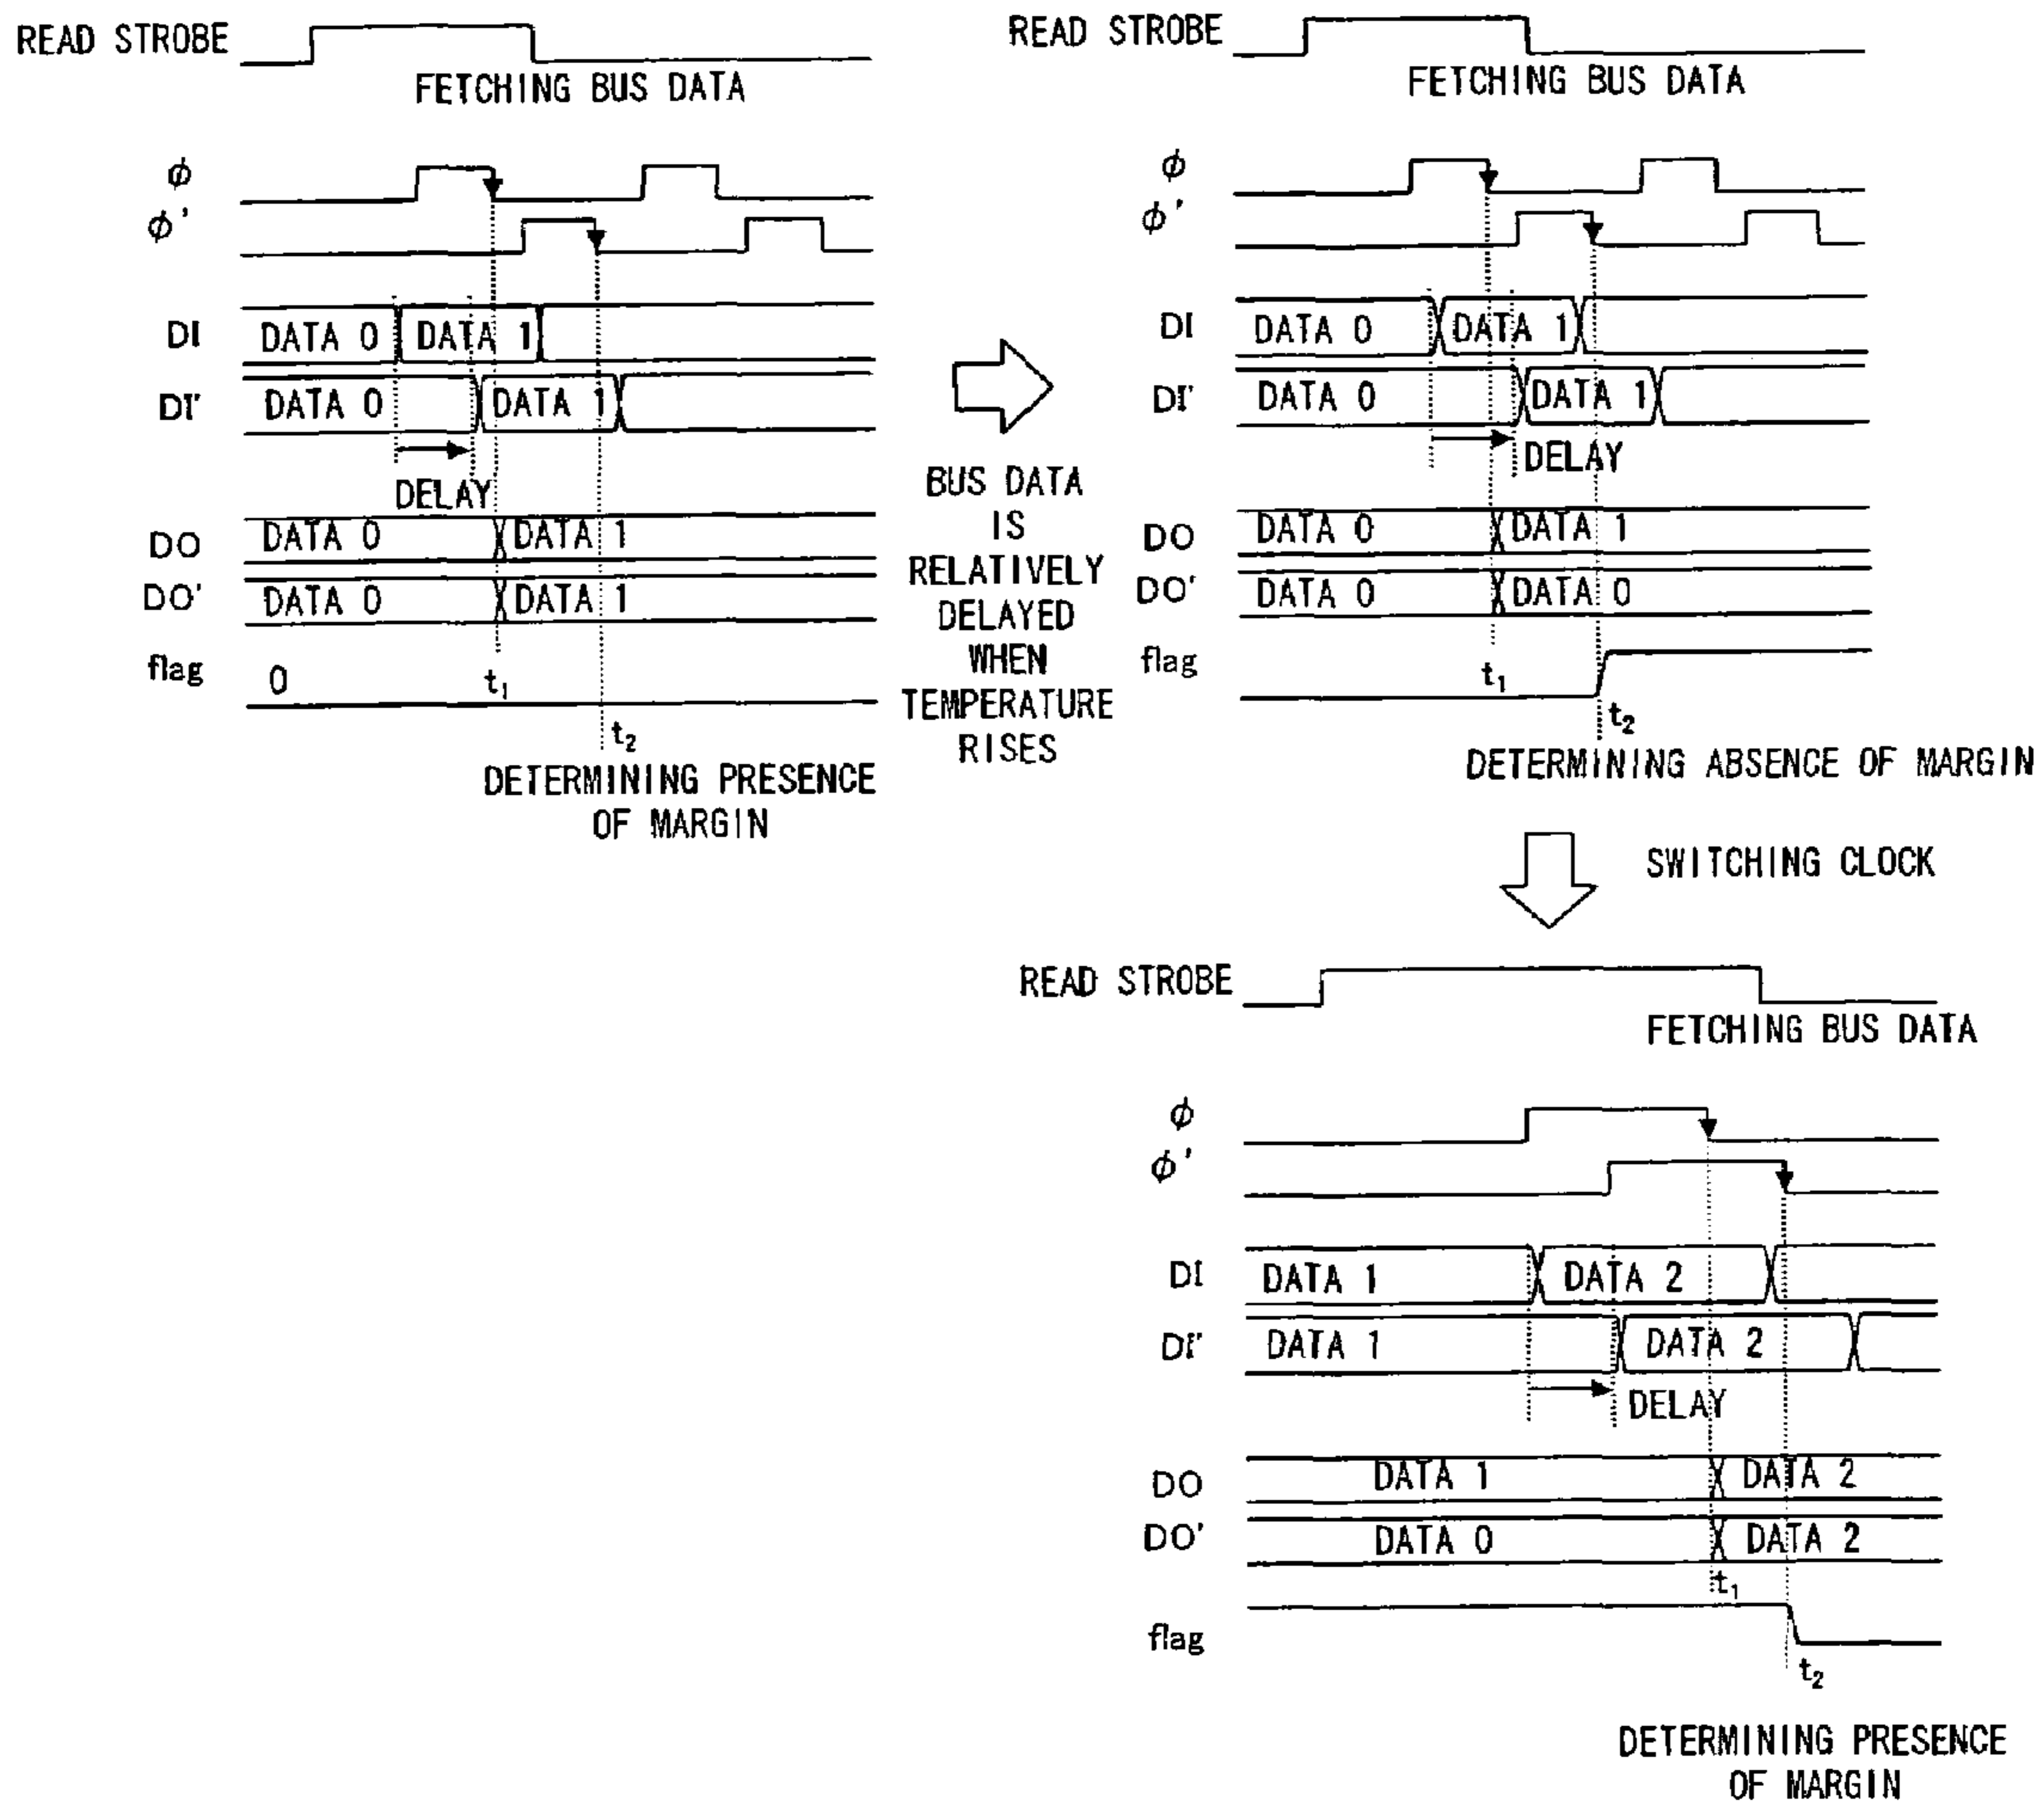 READ STROBE
FETCHING BUS DATA
ϕ
ϕ'
DI DATA 0 DATA 1
DI' DATA 0 DATA 1
DELAY
DO DATA 0 DATA 1
DO' DATA 0 DATA 1
flag 0 t1
t2
DETERMINING PRESENCE
OF MARGIN
BUS DATA
IS
RELATIVELY
DELAYED
WHEN
TEMPERATURE
RISES
READ STROBE
FETCHING BUS DATA
ϕ
ϕ'
DI DATA 0 DATA 1
DI' DATA 0 DATA 1
DELAY
DO DATA 0 DATA 1
DO' DATA 0 DATA 0
flag t1
t2
DETERMINING ABSENCE OF MARGIN
SWITCHING CLOCK
READ STROBE
FETCHING BUS DATA
ϕ
ϕ'
DI DATA 1 DATA 2
DI' DATA 1 DATA 2
DELAY
DO DATA 1 DATA 2
DO' DATA 0 DATA 2
t1
flag
t2
DETERMINING PRESENCE
OF MARGIN